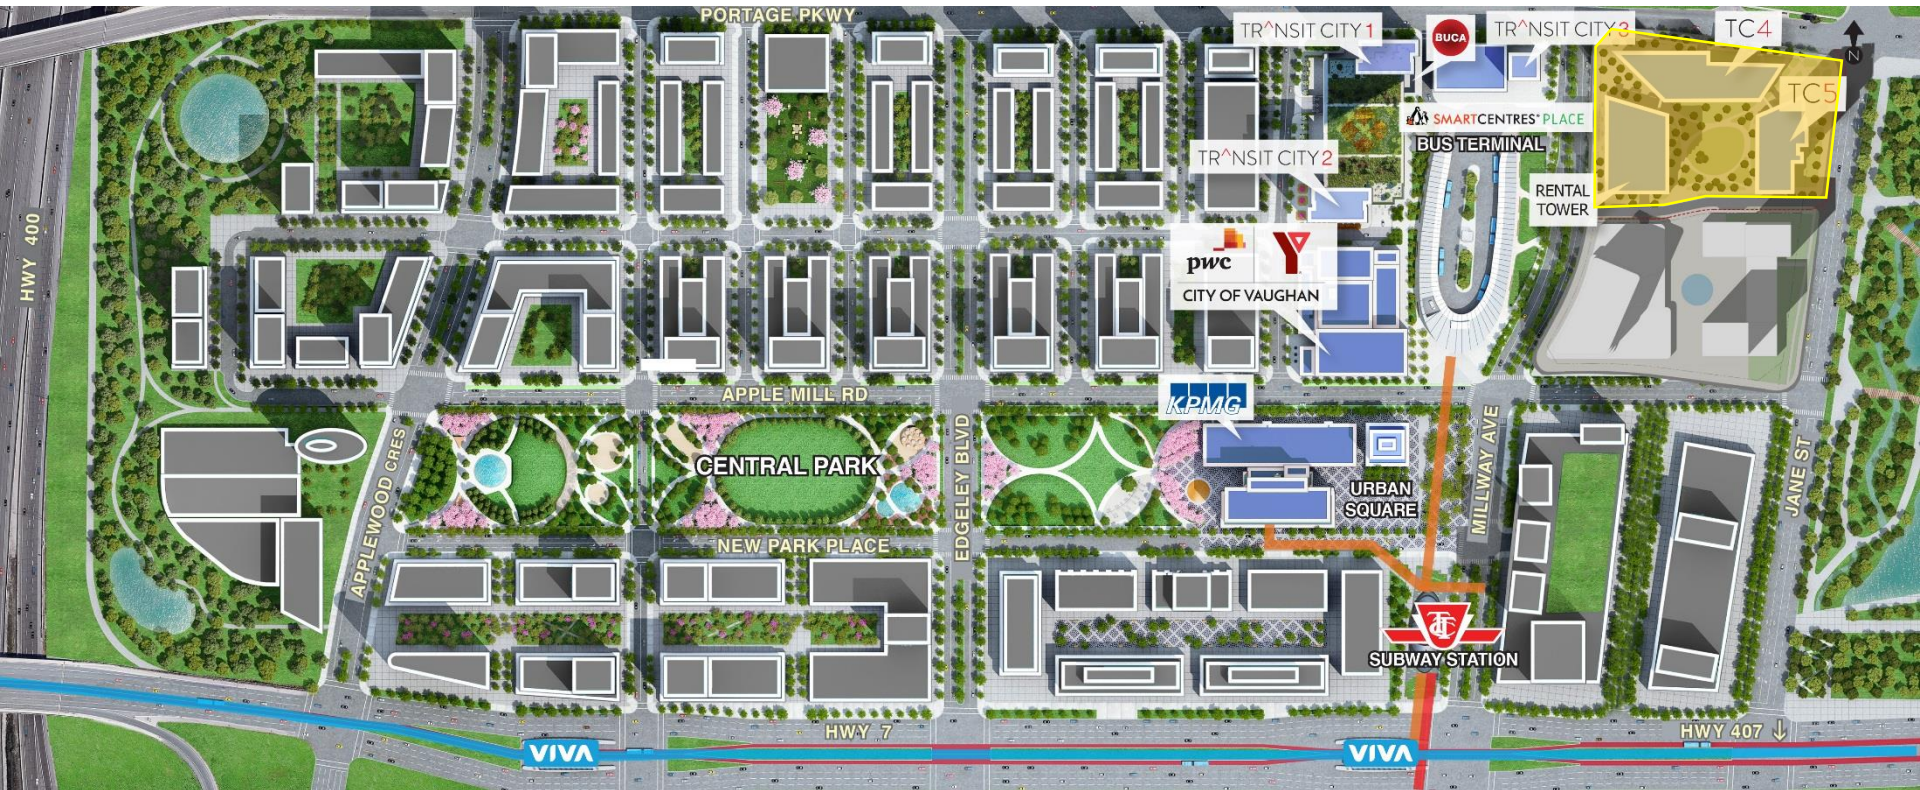 PORTAGE PKWY
TR^NSIT CITY 1
BUCA
TR^NSIT CITY 3
TC4
N
TC5
SMARTCENTRES® PLACE
BUS TERMINAL
TR^NSIT CITY 2
RENTAL
TOWER
pwc
Y
CITY OF VAUGHAN
HWY 400
APPLE MILL RD
KPMG
CENTRAL PARK
APPLEWOOD CRES
EDGELEY BLVD
MILLWAY AVE
JANE ST
URBAN
SQUARE
NEW PARK PLACE
TTC
SUBWAY STATION
HWY 7
HWY 407 ↓
VIVA
VIVA